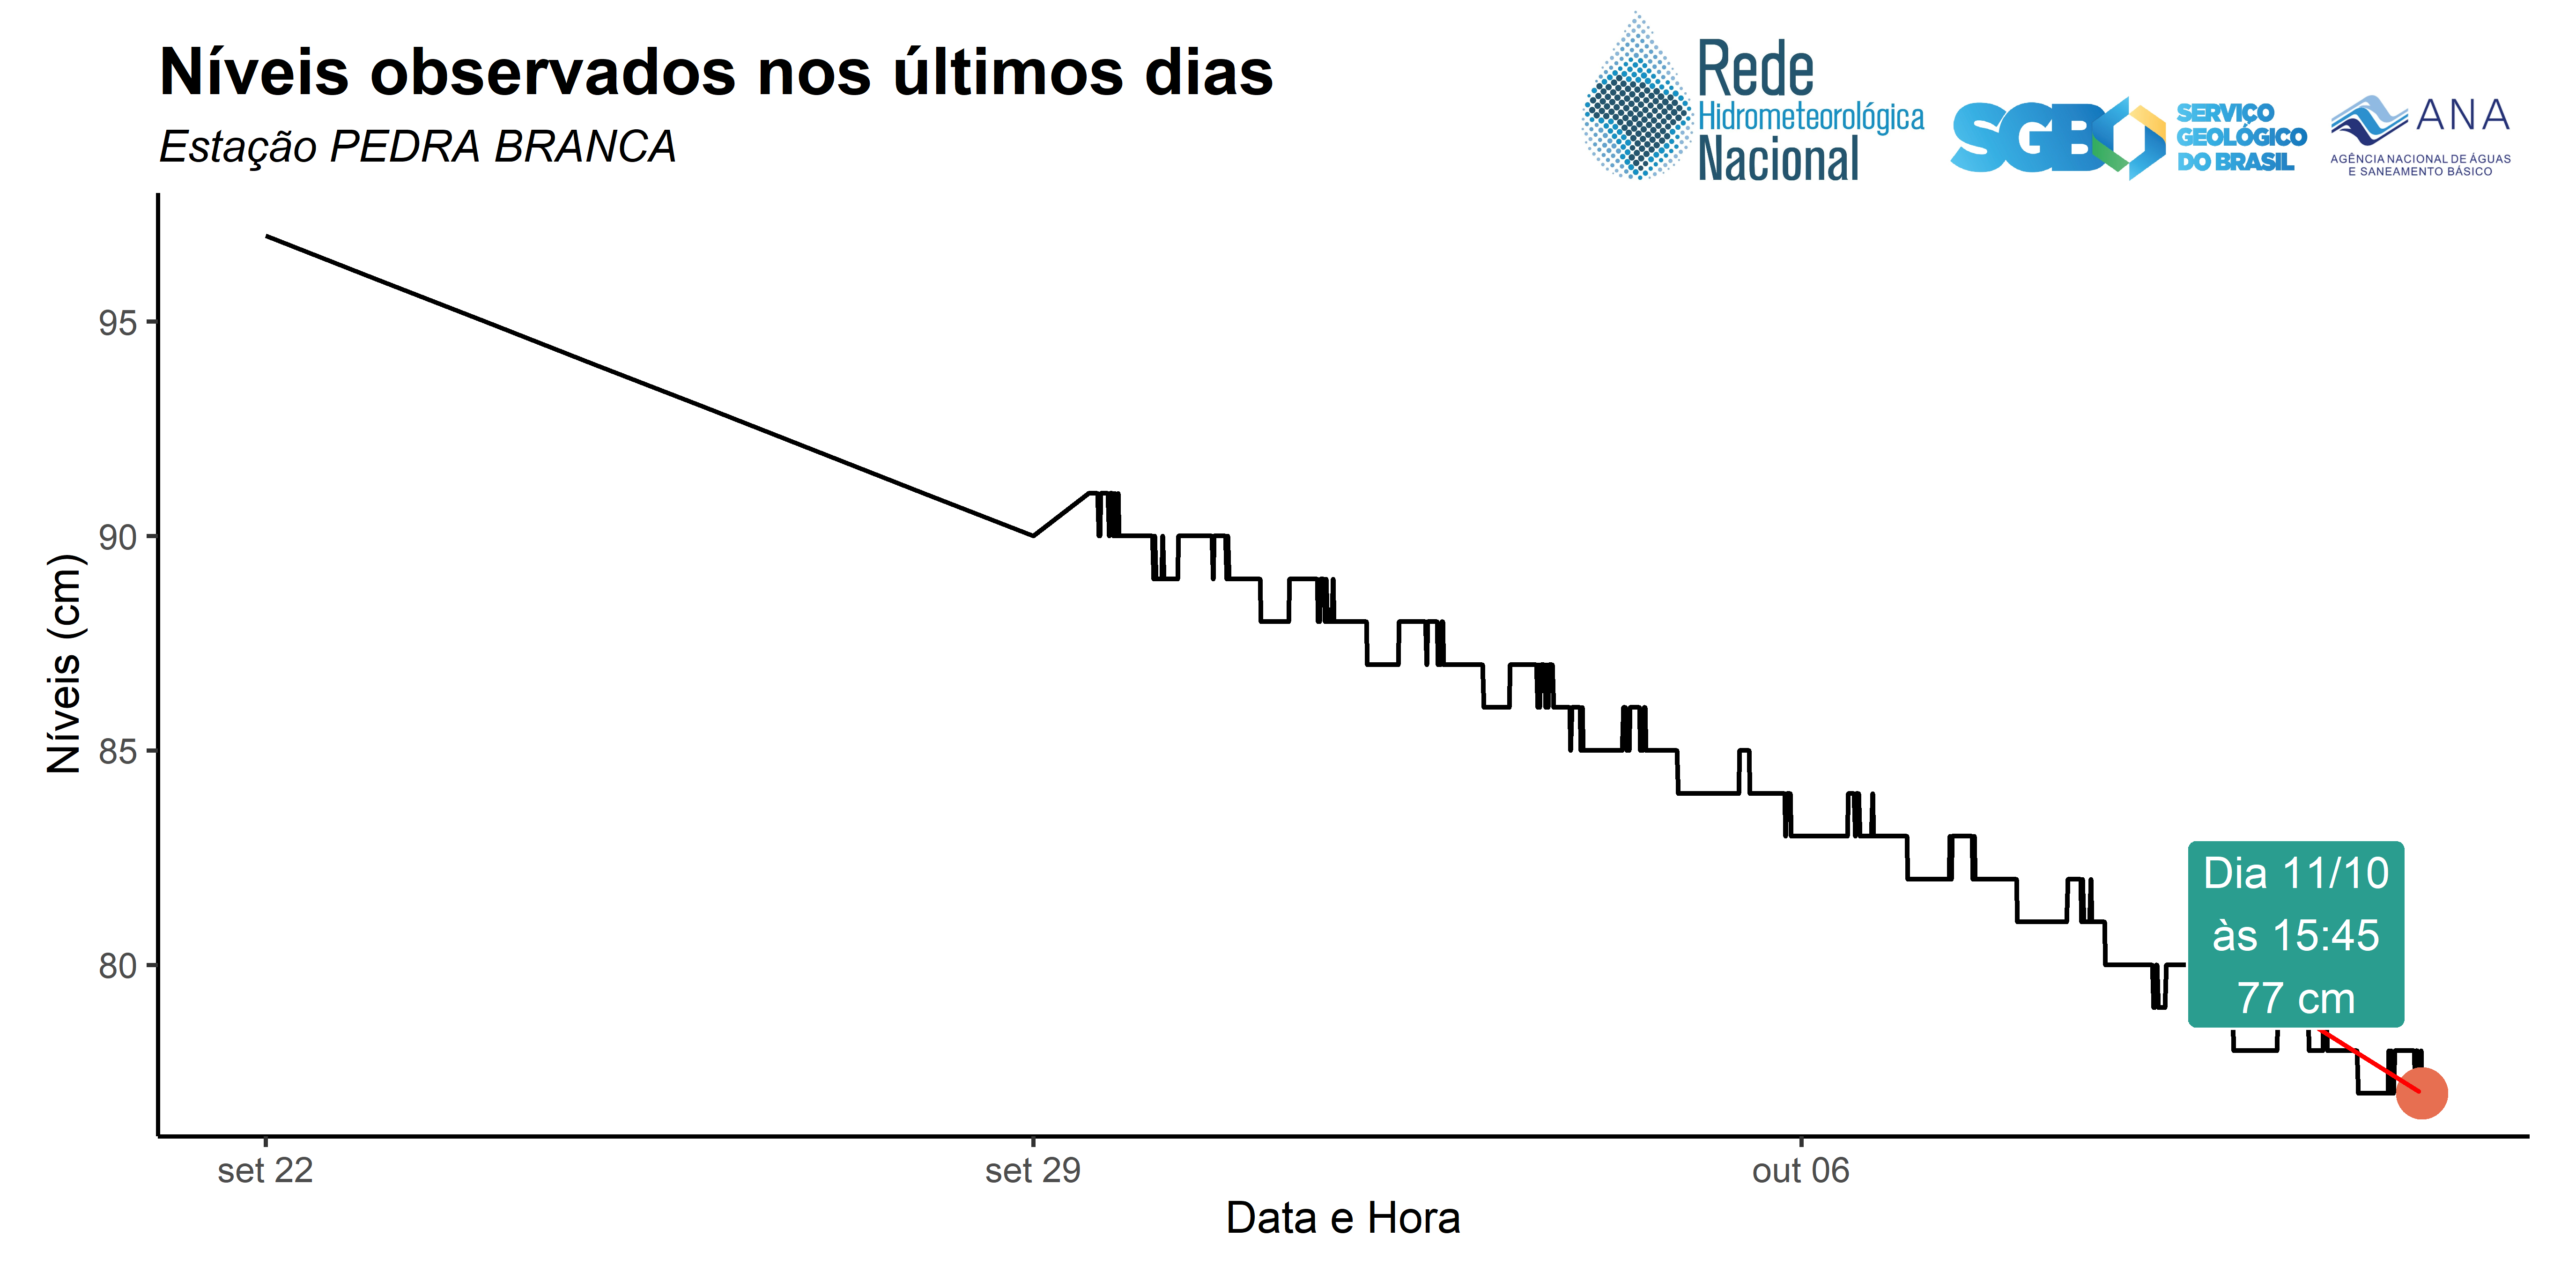 Níveis observados nos últimos dias
Estação PEDRA BRANCA
Rede
Hidrometeorológica
Nacional
SGB
SERVIÇO
GEOLÓGICO
DO BRASIL
ANA
AGÊNCIA NACIONAL DE ÁGUAS
E SANEAMENTO BÁSICO
Níveis (cm)
95
90
85
80
Dia 11/10
às 15:45
77 cm
set 22
set 29
out 06
Data e Hora